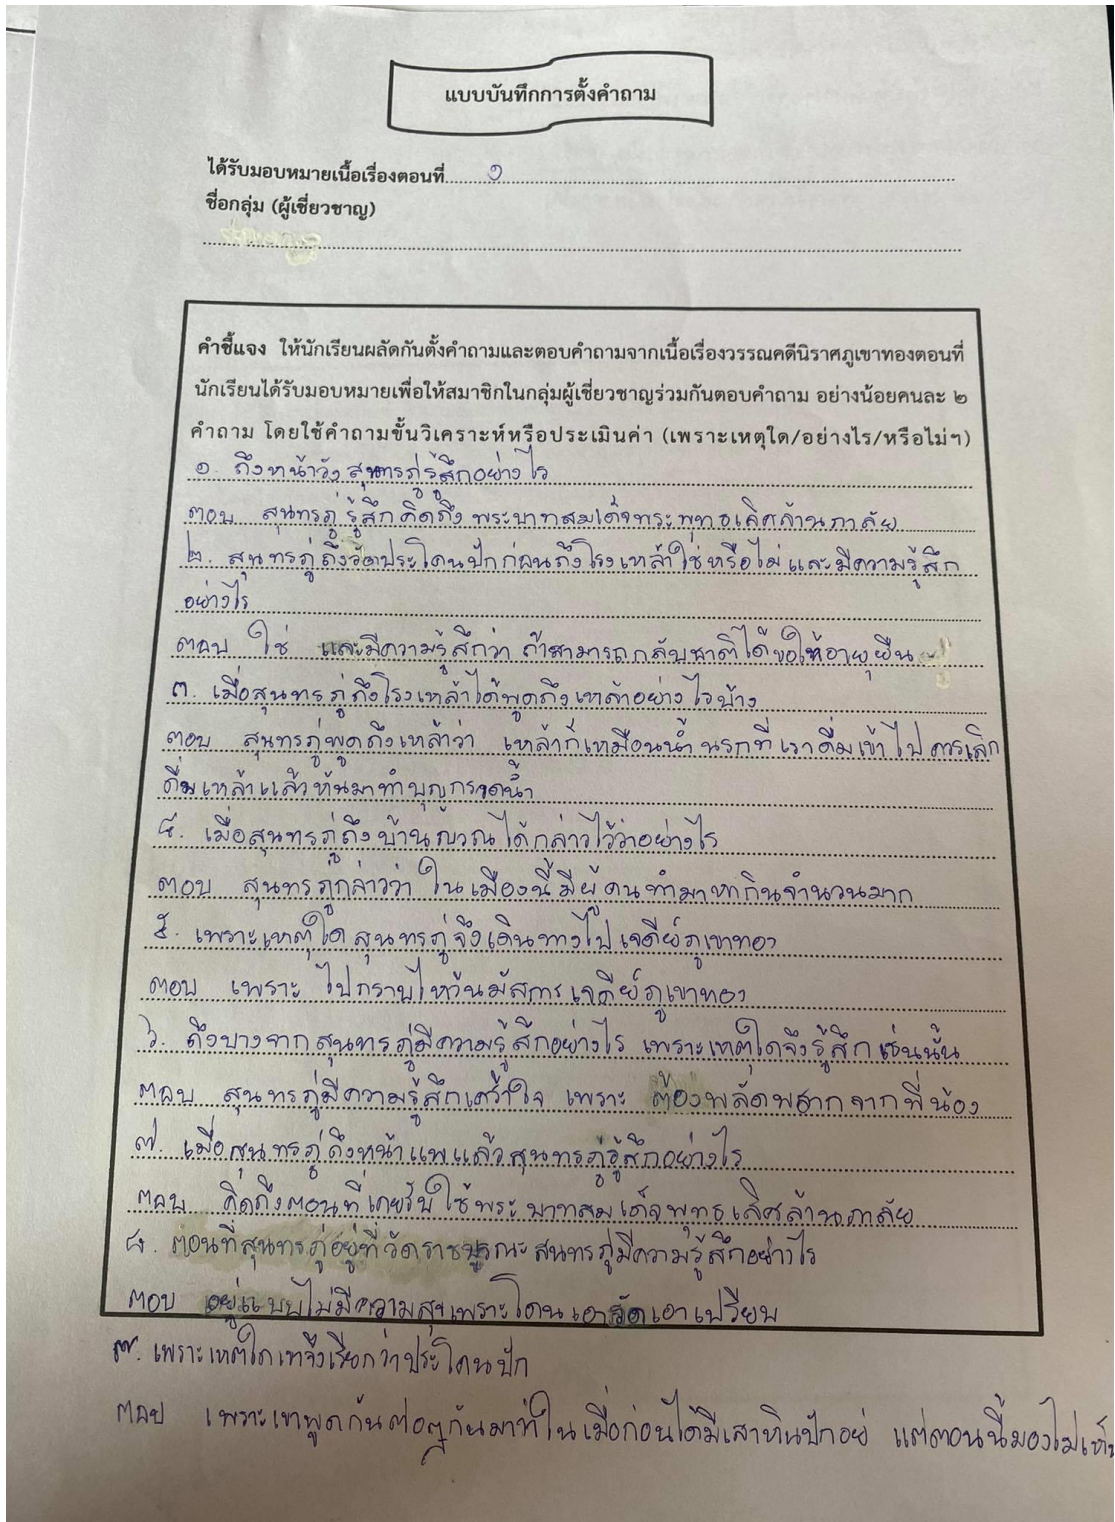 แบบบันทึกการตั้งคำถาม
ได้รับมอบหมายเนื้อเรื่องตอนที่ ๑
ชื่อกลุ่ม (ผู้เชี่ยวชาญ)
คำชี้แจง ให้นักเรียนผลัดกันตั้งคำถามและตอบคำถามจากเนื้อเรื่องวรรณคดีนิราศภูเขาทองตอนที่
นักเรียนได้รับมอบหมายเพื่อให้สมาชิกในกลุ่มผู้เชี่ยวชาญร่วมกันตอบคำถาม อย่างน้อยคนละ ๒
คำถาม โดยใช้คำถามขั้นวิเคราะห์หรือประเมินค่า (เพราะเหตุใด/อย่างไร/หรือไม่ฯ)
๑. ถึงหน้าวังสุนทรภู่รู้สึกอย่างไร
ตอบ สุนทรภู่รู้สึกคิดถึงพระบาทสมเด็จพระพุทธเลิศล้านภาลัย
๒. สุนทรภู่ถึงวัดประโคนปักก่อนถึงโรงเหล้าใช่หรือไม่และมีความรู้สึก
อย่างไร
ตอบ ใช่ และมีความรู้สึกว่า ถ้าสามารถกลับชาติได้ขอให้อายุยืน
๓. เมื่อสุนทรภู่ถึงโรงเหล้าได้พูดถึงเหล้าอย่างไรบ้าง
ตอบ สุนทรภู่พูดถึงเหล้าว่า เหล้าก็เหมือนน้ำนรกที่เราดื่มเข้าไปควรเลิก
ดื่มเหล้าแล้วหันมาทำบุญกรวดน้ำ
๔. เมื่อสุนทรภู่ถึงบ้านญวณได้กล่าวไว้ว่าอย่างไร
ตอบ สุนทรภู่กล่าวว่า ในเมืองนี้มีผู้คนทำมาหากินจำนวนมาก
๕. เพราะเหตุใดสุนทรภู่จึงเดินทางไปเจดีย์ภูเขาทอง
ตอบ เพราะ ไปกราบไหว้นมัสการเจดีย์ภูเขาทอง
๖. ถึงบางจากสุนทรภู่มีความรู้สึกอย่างไร เพราะเหตุใดจึงรู้สึกเช่นนั้น
ตอบ สุนทรภู่มีความรู้สึกเศร้าใจ เพราะ ต้องพลัดพรากจากพี่น้อง
๗. เมื่อสุนทรภู่ถึงหน้าแพแล้วสุนทรภู่รู้สึกอย่างไร
ตอบ คิดถึงตอนที่เคยรับใช้พระบาทสมเด็จพุทธเลิศล้านภาลัย
๘. ตอนที่สุนทรภู่อยู่ที่วัดราชบูรณะสนทรภู่มีความรู้สึกอย่างไร
ตอบ อยู่แบบไม่มีความสุขเพราะโดนเอารัดเอาเปรียบ
๙. เพราะเหตุใดเขาจึงเรียกว่าประโคนปัก
ตอบ เพราะเขาพูดกันต่อๆกันมาว่าในเมื่อก่อนได้มีเสาหินปักอยู่ แต่ตอนนี้มองไม่เห็น